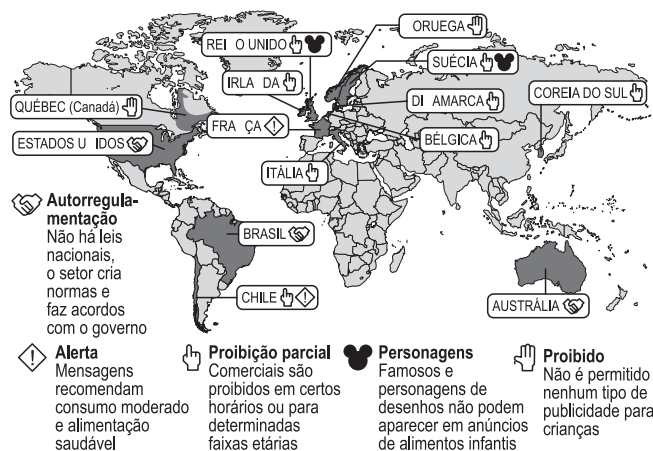 ORUEGA
REI O UNIDO
SUÉCIA
IRLA DA
COREIA DO SUL
QUÉBEC (Canadá)
DI AMARCA
FRA ÇA
ESTADOS U IDOS
BÉLGICA
ITÁLIA
BRASIL
CHILE
AUSTRÁLIA
Autorregula-
mentação
Não há leis
nacionais,
o setor cria
normas e
faz acordos
com o governo
Alerta
Mensagens
recomendam
consumo moderado
e alimentação
saudável
Proibição parcial
Comerciais são
proibidos em certos
horários ou para
determinadas
faixas etárias
Personagens
Famosos e
personagens de
desenhos não podem
aparecer em anúncios
de alimentos infantis
Proibido
Não é permitido
nenhum tipo de
publicidade para
crianças